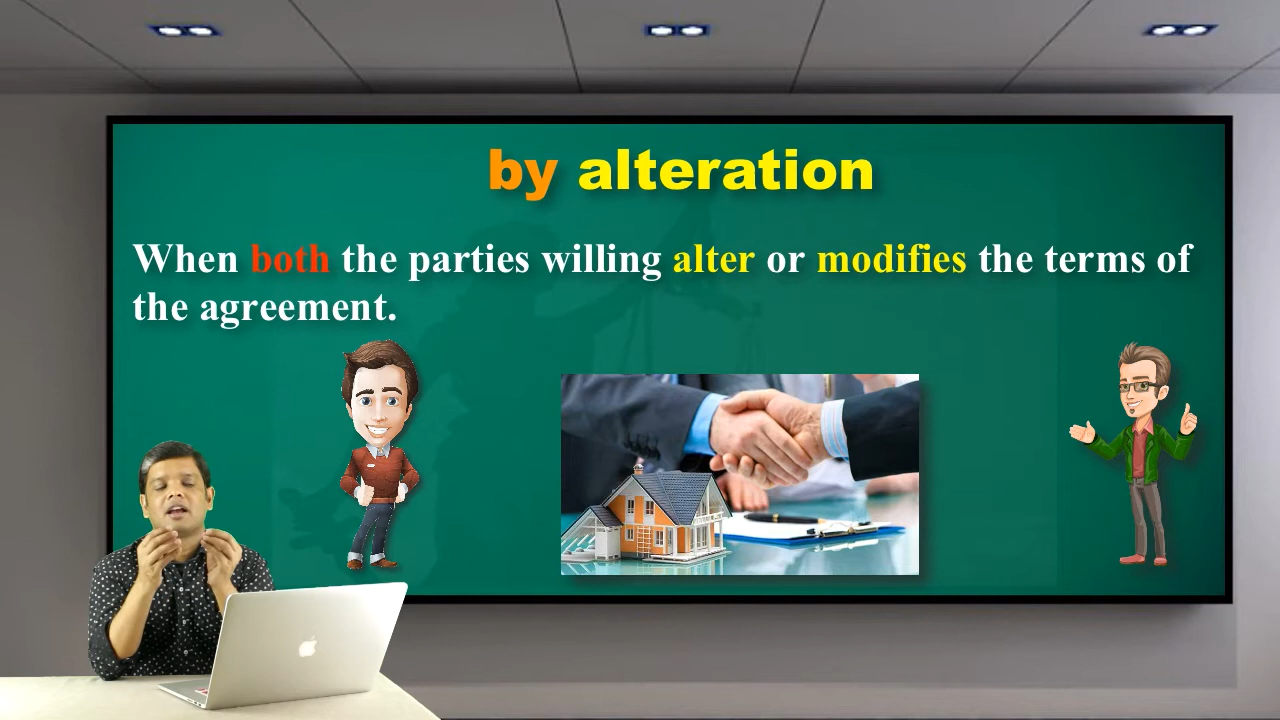 by alteration
When both the parties willing alter or modifies the terms of
the agreement.